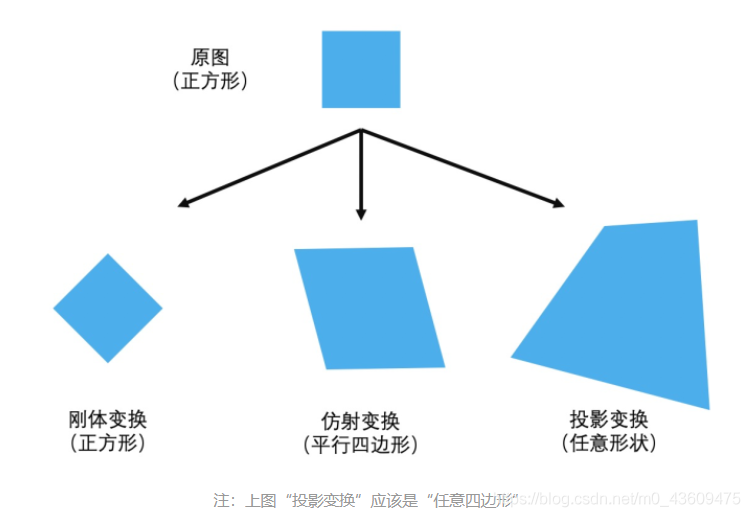 原图
（正方形）
刚体变换
（正方形）
仿射变换
（平行四边形）
投影变换
（任意形状）
注：上图“投影变换”应该是“任意四边形”
https://blog.csdn.net/m0_43609475